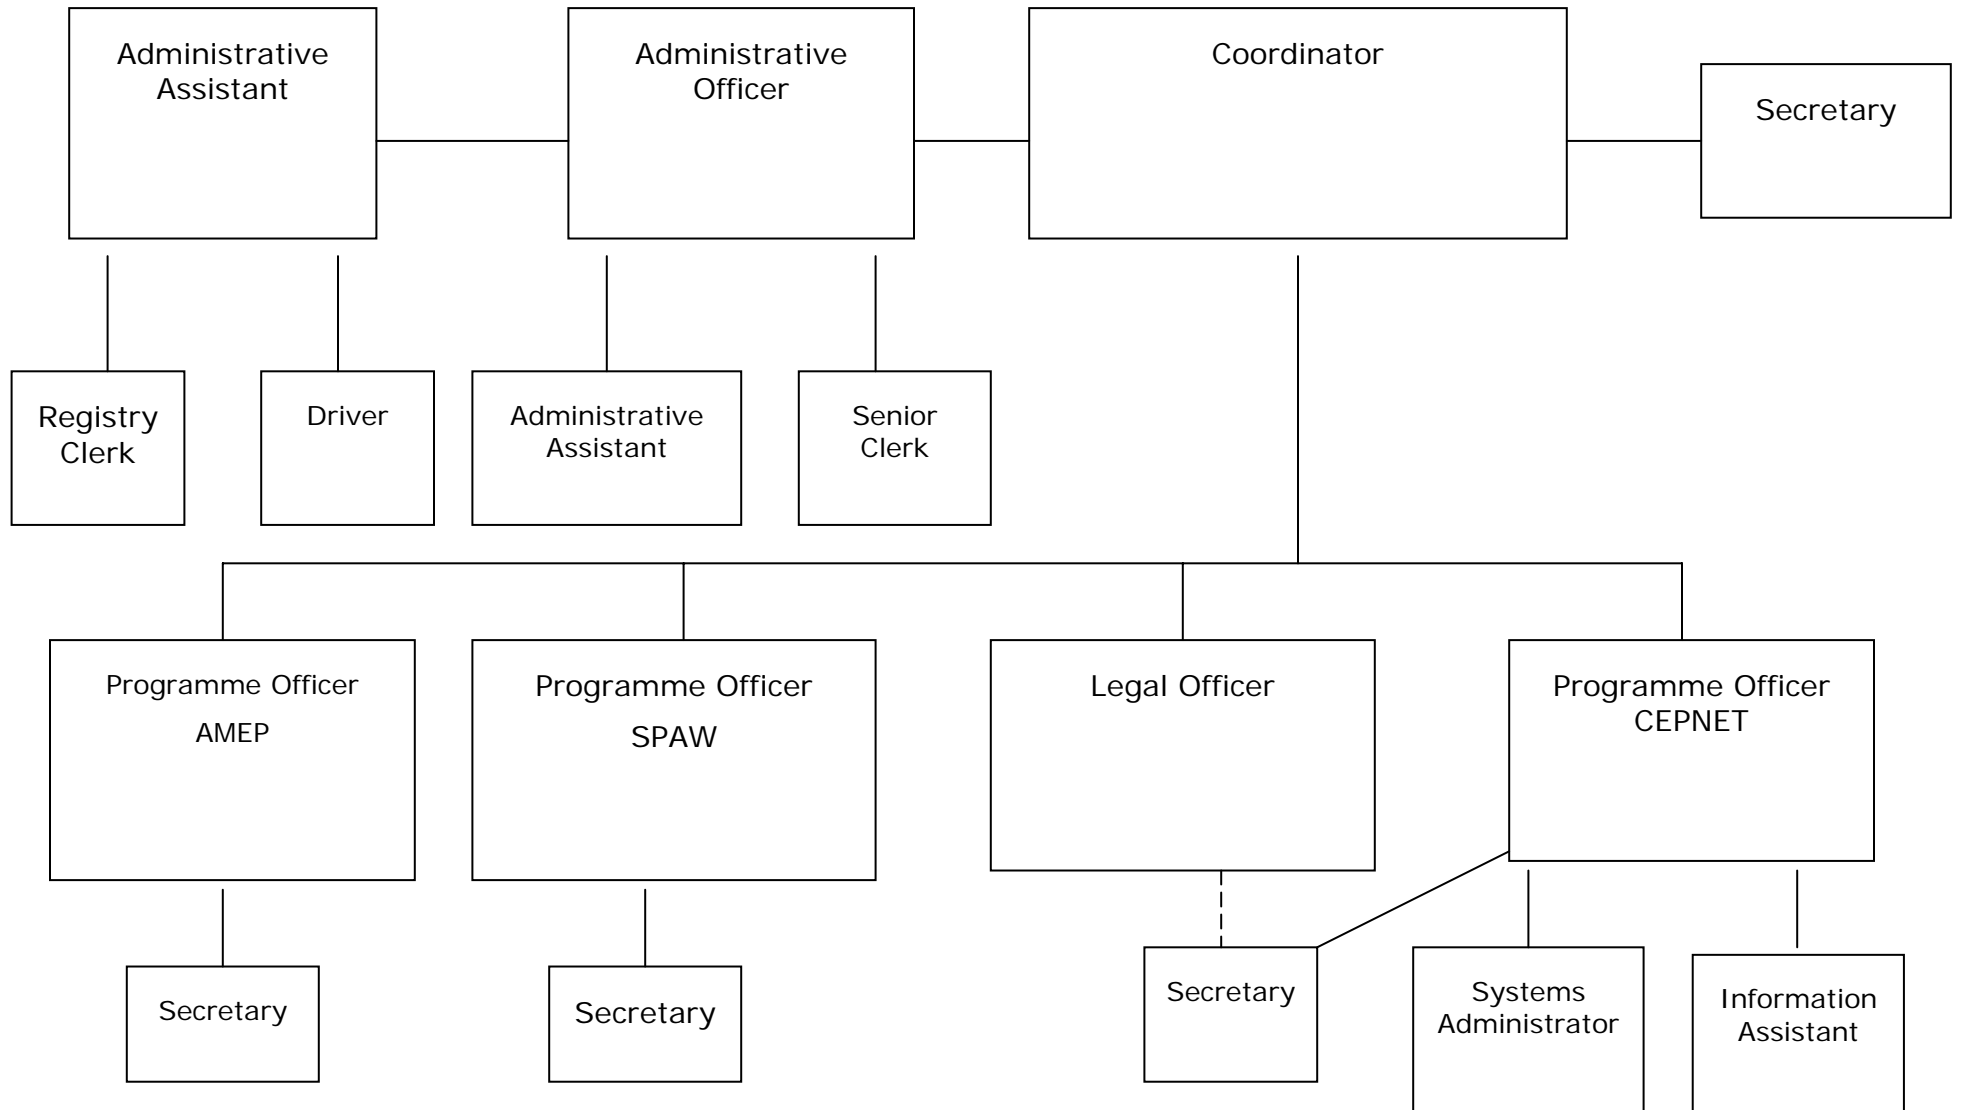 Administrative
Assistant
Administrative
Officer
Coordinator
Secretary
Registry
Clerk
Driver
Administrative
Assistant
Senior
Clerk
Programme Officer
AMEP
Programme Officer
SPAW
Legal Officer
Programme Officer
CEPNET
Secretary
Secretary
Secretary
Systems
Administrator
Information
Assistant